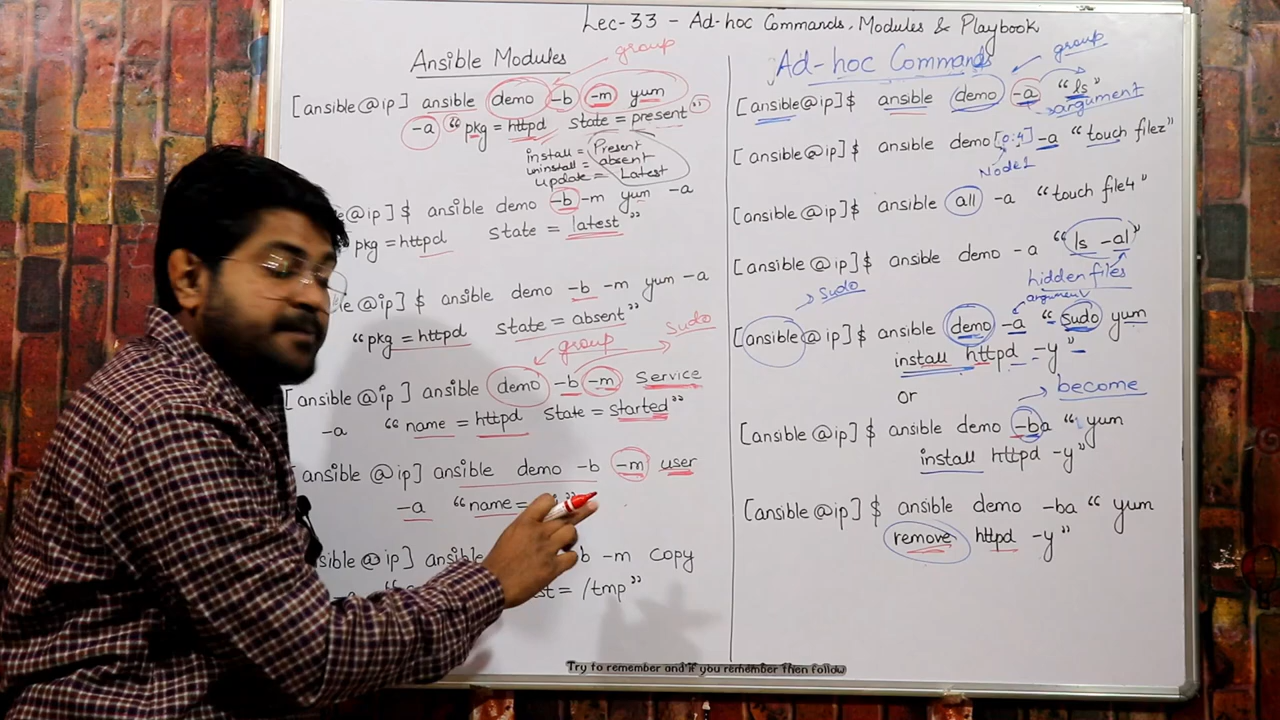 Lec-33 - Ad-hoc Commands, Modules & Playbook
Ansible Modules
group
[ansible@ip] ansible demo -b -m yum
-a "pkg = httpd state = present"
install = Present
uninstall = absent
update = Latest
@ip] $ ansible demo -b -m yum -a
"pkg = httpd state = latest"
@ip] $ ansible demo -b -m yum -a
"pkg = httpd state = absent"
Sudo
group
[ansible @ip] ansible demo -b -m Service
-a "name = httpd state = started"
[ansible @ip] ansible demo -b -m user
-a "name =
@ip] -b -m copy
= /tmp"
Ad-hoc Commands
group
[ansible@ip]$ ansible demo -a "ls"
argument
[ansible@ip]$ ansible demo[0:4] -a "touch filez"
Node1
[ansible@ip]$ ansible all -a "touch file4"
[ansible@ip]$ ansible demo -a "ls -al"
hidden files
Sudo
argument
[ansible@ip]$ ansible demo -a "sudo yum
install httpd -y"
or
become
[ansible@ip]$ ansible demo -ba "yum
install httpd -y"
[ansible@ip] $ ansible demo -ba "yum
remove httpd -y"
Try to remember and if you remember then follow